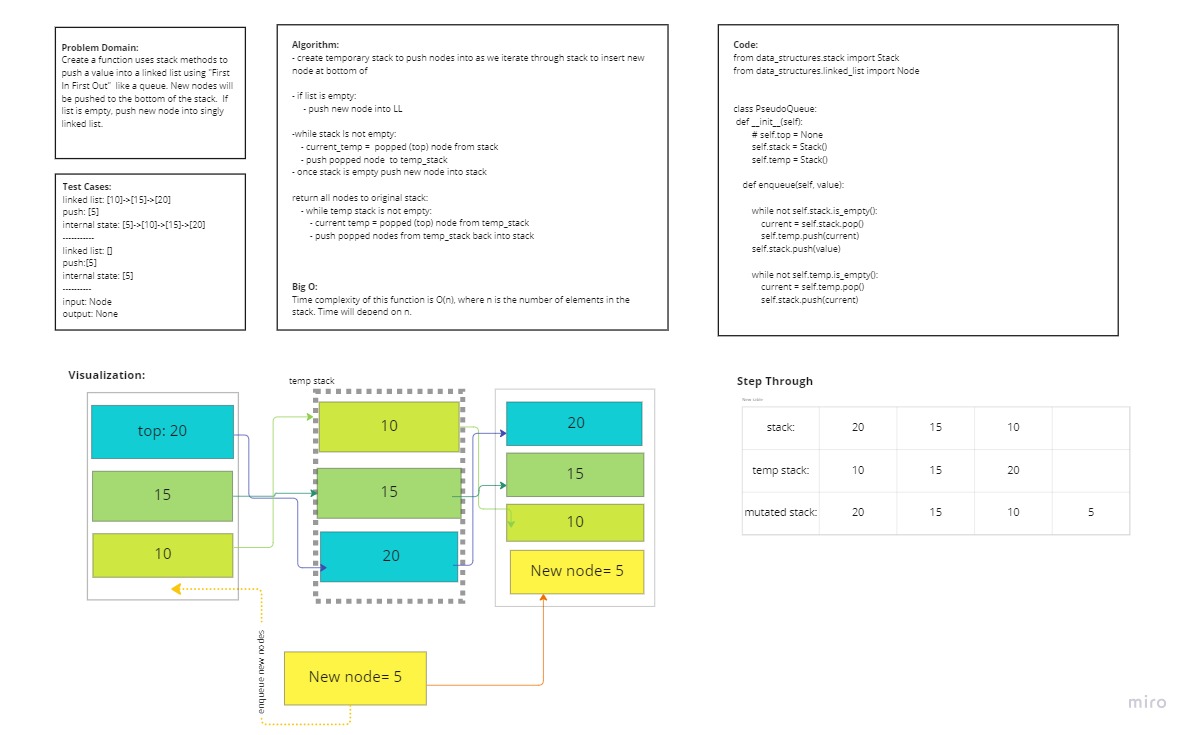 Problem Domain:
Create a function uses stack methods to
push a value into a linked list using "First
In First Out"  like a queue. New nodes will
be pushed to the bottom of the stack.  If
list is empty, push new node into singly
linked list.
Test Cases:
linked list: [10]->[15]->[20]
push: [5]
internal state: [5]->[10]->[15]->[20]
-----------
linked list: []
push:[5]
internal state: [5]
----------
input: Node
output: None
Algorithm:
- create temporary stack to push nodes into as we iterate through stack to insert new
node at bottom of
- if list is empty:
- push new node into LL
-while stack is not empty:
- current_temp =  popped (top) node from stack
- push popped node  to temp_stack
- once stack is empty push new node into stack
return all nodes to original stack:
- while temp stack is not empty:
- current temp = popped (top) node from temp_stack
- push popped nodes from temp_stack back into stack
Big O:
Time complexity of this function is O(n), where n is the number of elements in the
stack. Time will depend on n.
Code:
from data_structures.stack import Stack
from data_structures.linked_list import Node
class PseudoQueue:
def __init__(self):
# self.top = None
self.stack = Stack()
self.temp = Stack()
def enqueue(self, value):
while not self.stack.is_empty():
current = self.stack.pop()
self.temp.push(current)
self.stack.push(value)
while not self.temp.is_empty():
current = self.temp.pop()
self.stack.push(current)
Visualization:
top: 20
15
10
temp stack
10
15
20
20
15
10
New node= 5
New node= 5
enqueue new nodes
Step Through
New table
stack: 20 15 10
temp stack: 10 15 20
mutated stack: 20 15 10 5
miro